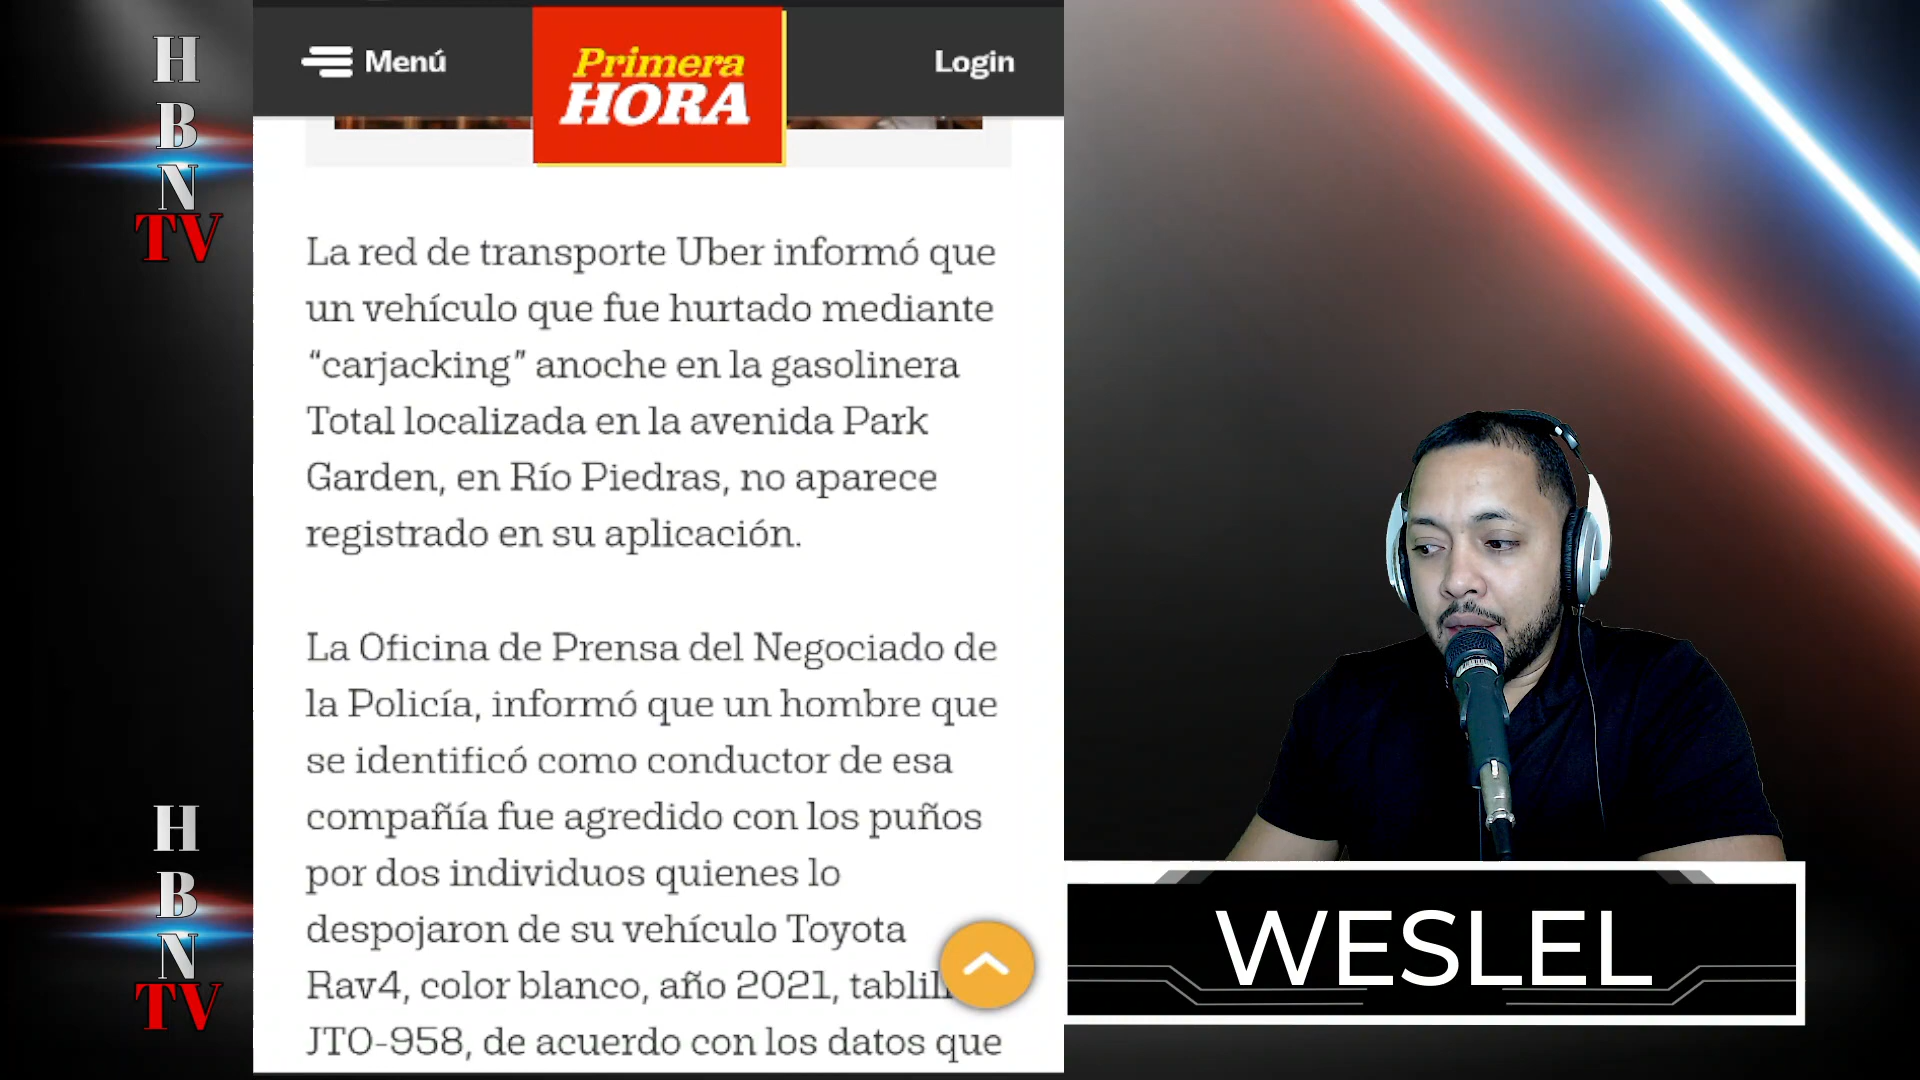 H
B
N
TV
Menú
Primera
HORA
Login
La red de transporte Uber informó que
un vehículo que fue hurtado mediante
“carjacking” anoche en la gasolinera
Total localizada en la avenida Park
Garden, en Río Piedras, no aparece
registrado en su aplicación.
La Oficina de Prensa del Negociado de
la Policía, informó que un hombre que
se identificó como conductor de esa
compañía fue agredido con los puños
por dos individuos quienes lo
despojaron de su vehículo Toyota
Rav4, color blanco, año 2021,
JTO-958, de acuerdo con los datos que
H
B
N
TV
WESLEL